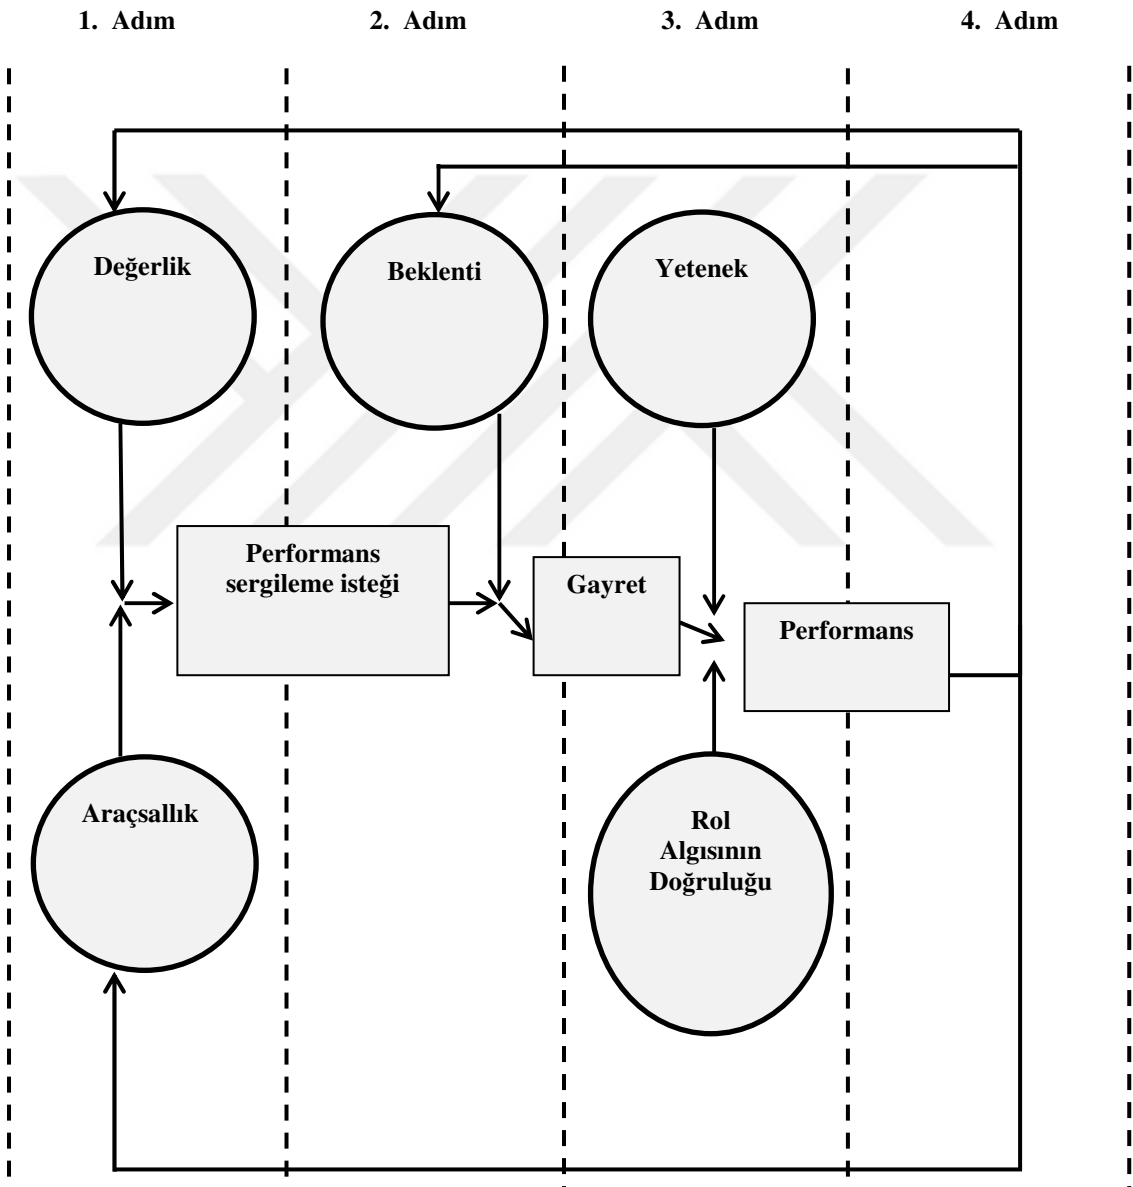 1. Adım
2. Adım
3. Adım
4. Adım
Değerlik
Beklenti
Yetenek
Performans
sergileme isteği
Gayret
Performans
Araçsallık
Rol
Algısının
Doğruluğu